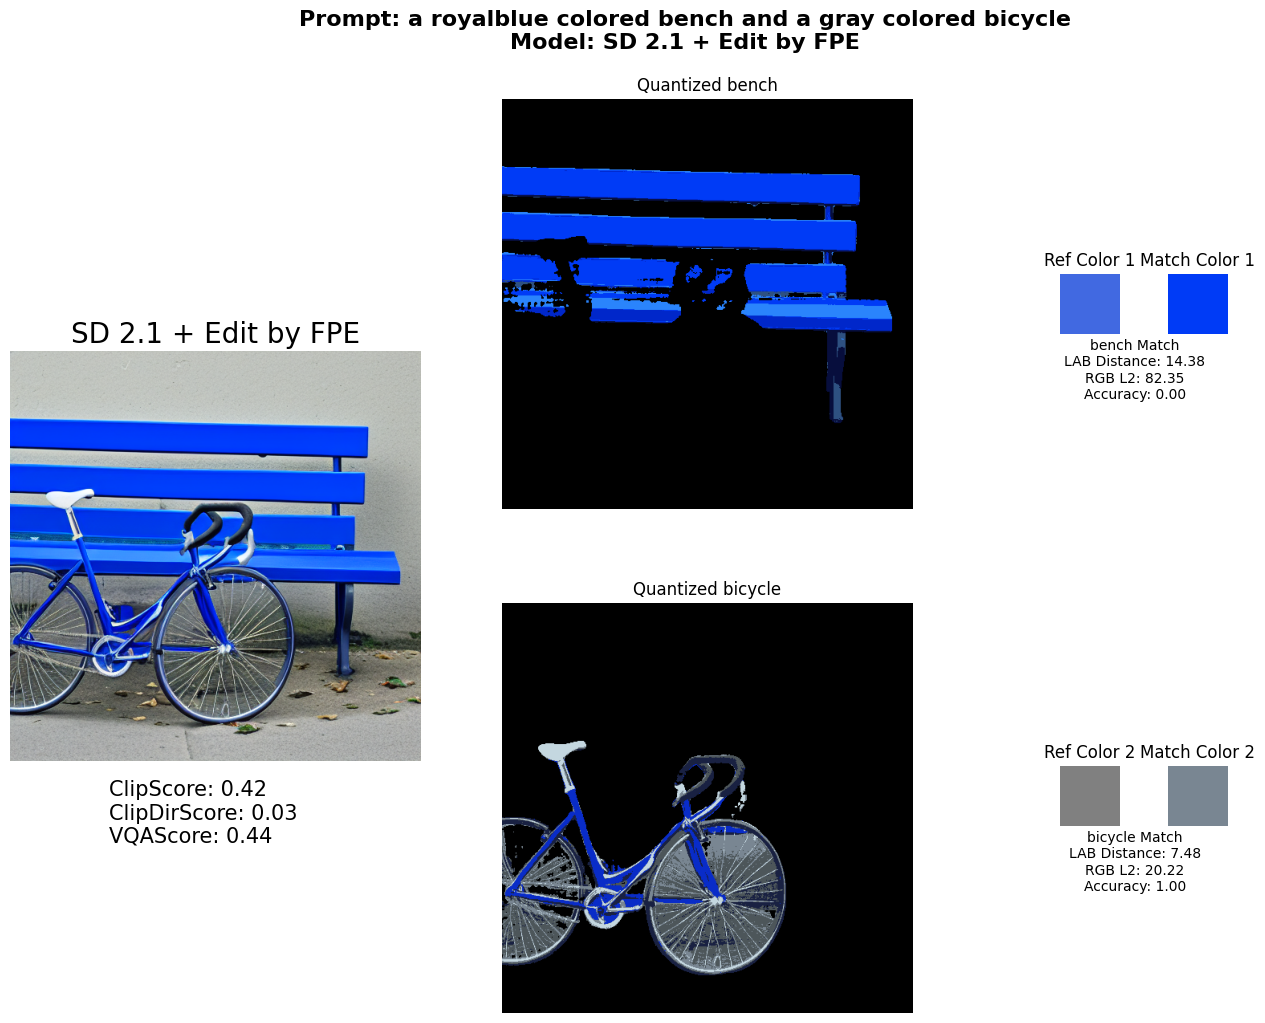 Prompt: a royalblue colored bench and a gray colored bicycle
Model: SD 2.1 + Edit by FPE
SD 2.1 + Edit by FPE
ClipScore: 0.42
ClipDirScore: 0.03
VQAScore: 0.44
Quantized bench
Ref Color 1 Match Color 1
bench Match
LAB Distance: 14.38
RGB L2: 82.35
Accuracy: 0.00
Quantized bicycle
Ref Color 2 Match Color 2
bicycle Match
LAB Distance: 7.48
RGB L2: 20.22
Accuracy: 1.00